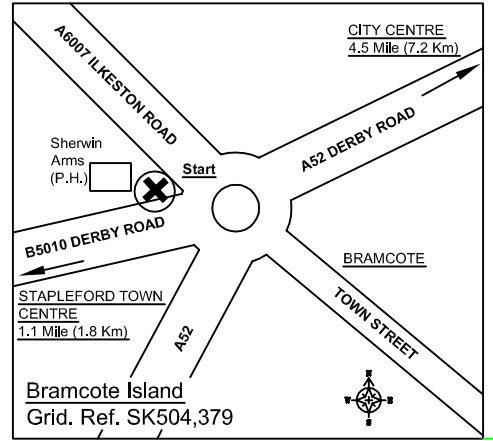 CITY CENTRE
4.5 Mile (7.2 Km)
A6007 ILKESTON ROAD
A52 DERBY ROAD
Sherwin
Arms
(P.H.)
Start
B5010 DERBY ROAD
BRAMCOTE
STAPLEFORD TOWN
CENTRE
1.1 Mile (1.8 Km)
A52
TOWN STREET
Bramcote Island
Grid. Ref. SK504,379
N
W
E
S